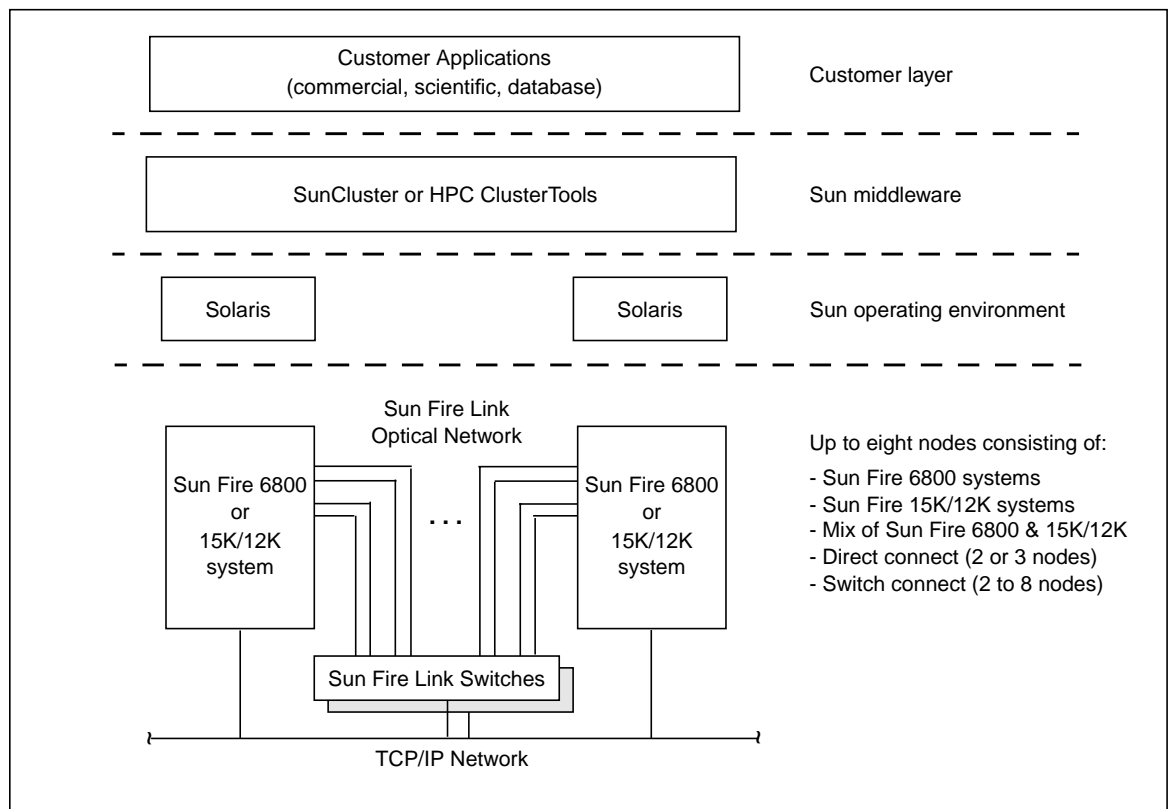 Customer Applications
(commercial, scientific, database)
Customer layer
SunCluster or HPC ClusterTools
Sun middleware
Solaris
Solaris
Sun operating environment
Sun Fire Link
Optical Network
Sun Fire 6800
or
15K/12K
system
. . .
Sun Fire 6800
or
15K/12K
system
Up to eight nodes consisting of:
- Sun Fire 6800 systems
- Sun Fire 15K/12K systems
- Mix of Sun Fire 6800 & 15K/12K
- Direct connect (2 or 3 nodes)
- Switch connect (2 to 8 nodes)
Sun Fire Link Switches
TCP/IP Network